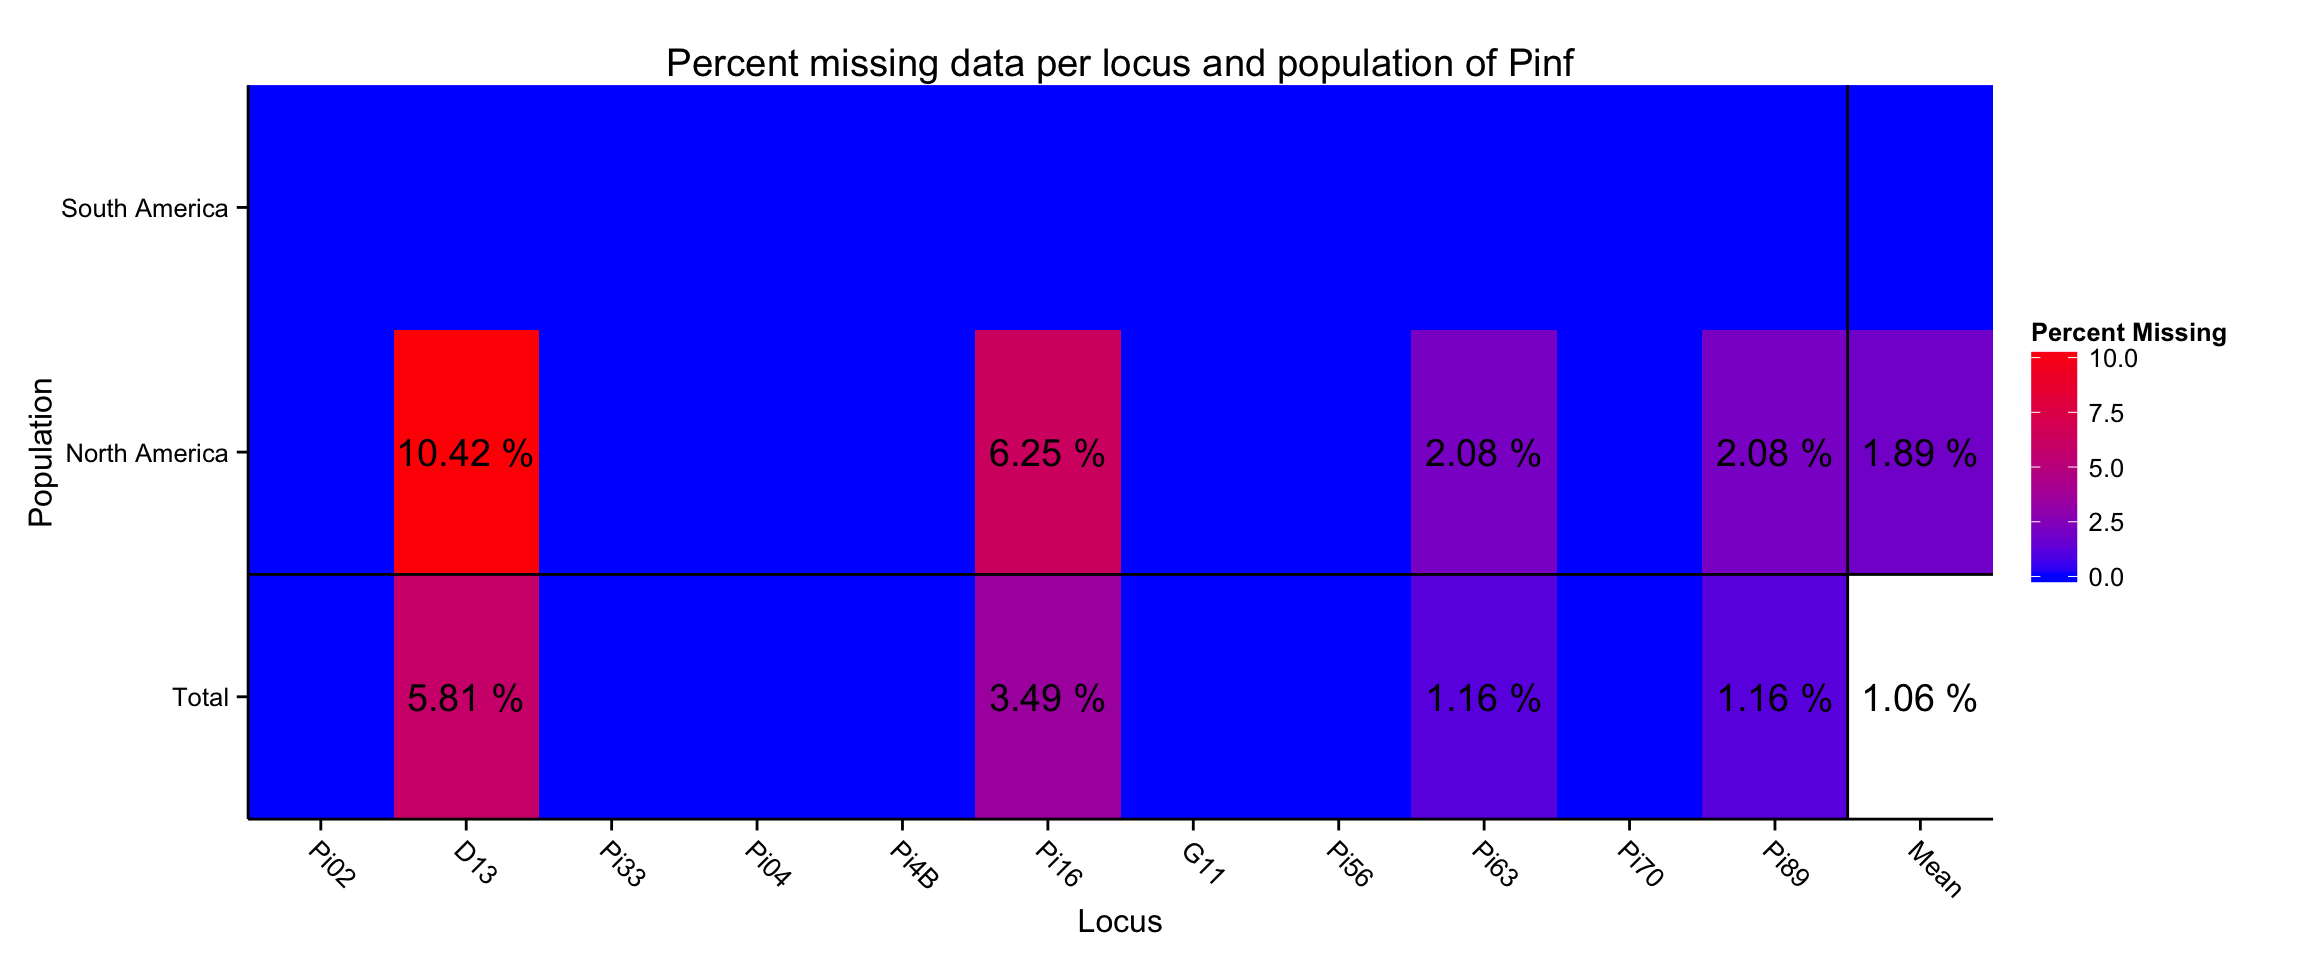 Percent missing data per locus and population of Pinf
Population
South America
North America
10.42 %
6.25 %
2.08 %
2.08 %
1.89 %
Total
5.81 %
3.49 %
1.16 %
1.16 %
1.06 %
Pi02
D13
Pi33
Pi04
Pi4B
Pi16
G11
Pi56
Pi63
Pi70
Pi89
Mean
Locus
Percent Missing
10.0
7.5
5.0
2.5
0.0